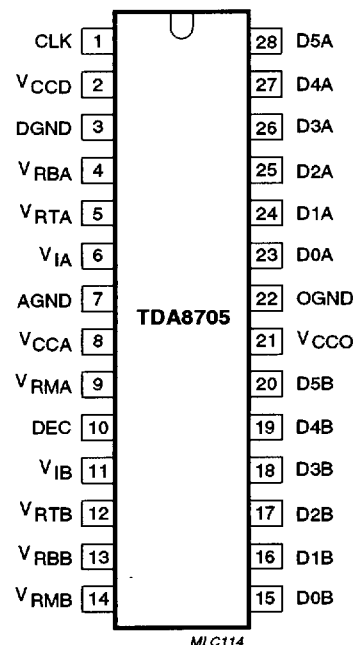 CLK 1 28 D5A
VCCD 2 27 D4A
DGND 3 26 D3A
VRBA 4 25 D2A
VRTA 5 24 D1A
VIA 6 23 D0A
AGND 7 22 OGND
TDA8705
VCCA 8 21 VCCO
VRMA 9 20 D5B
DEC 10 19 D4B
VIB 11 18 D3B
VRTB 12 17 D2B
VRBB 13 16 D1B
VRMB 14 15 D0B
MLC114